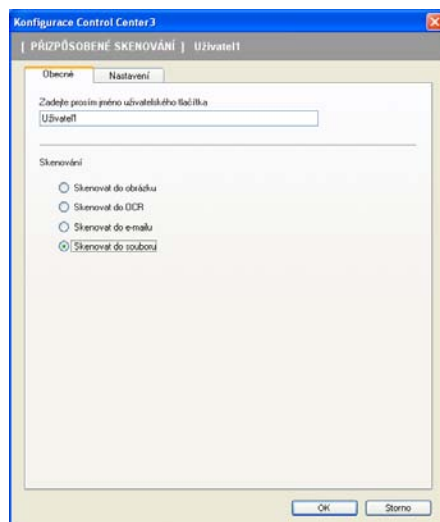 Konfigurace Control Center3
[ PŘIZPŮSOBENÉ SKENOVÁNÍ ] Uživatel1
Obecné Nastavení
Zadejte prosím jméno uživatelského tlačítka
Uživatel1
Skenování
Skenovat do obrázku
Skenovat do OCR
Skenovat do e-mailu
Skenovat do souboru
OK Storno